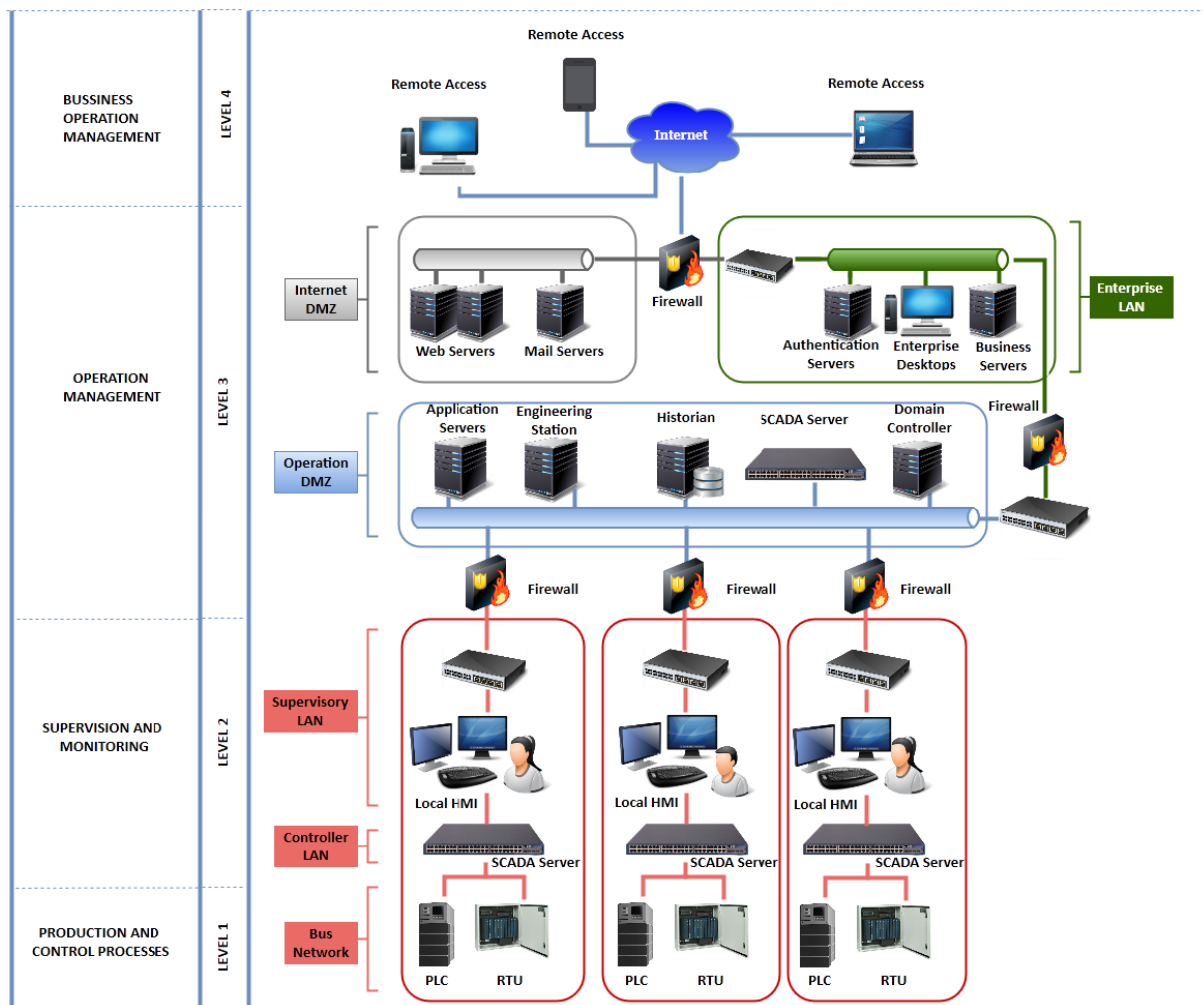 BUSSINESS
OPERATION
MANAGEMENT
LEVEL 4
Remote Access
Remote Access
Remote Access
Internet
OPERATION
MANAGEMENT
LEVEL 3
Internet
DMZ
Web Servers
Mail Servers
Firewall
Authentication
Servers
Enterprise
Desktops
Business
Servers
Enterprise
LAN
Operation
DMZ
Application
Servers
Engineering
Station
Historian
SCADA Server
Domain
Controller
Firewall
Firewall
Firewall
Firewall
SUPERVISION AND
MONITORING
LEVEL 2
Supervisory
LAN
Local HMI
Local HMI
Local HMI
Controller
LAN
SCADA Server
SCADA Server
SCADA Server
PRODUCTION AND
CONTROL PROCESSES
LEVEL 1
Bus
Network
PLC
RTU
PLC
RTU
PLC
RTU